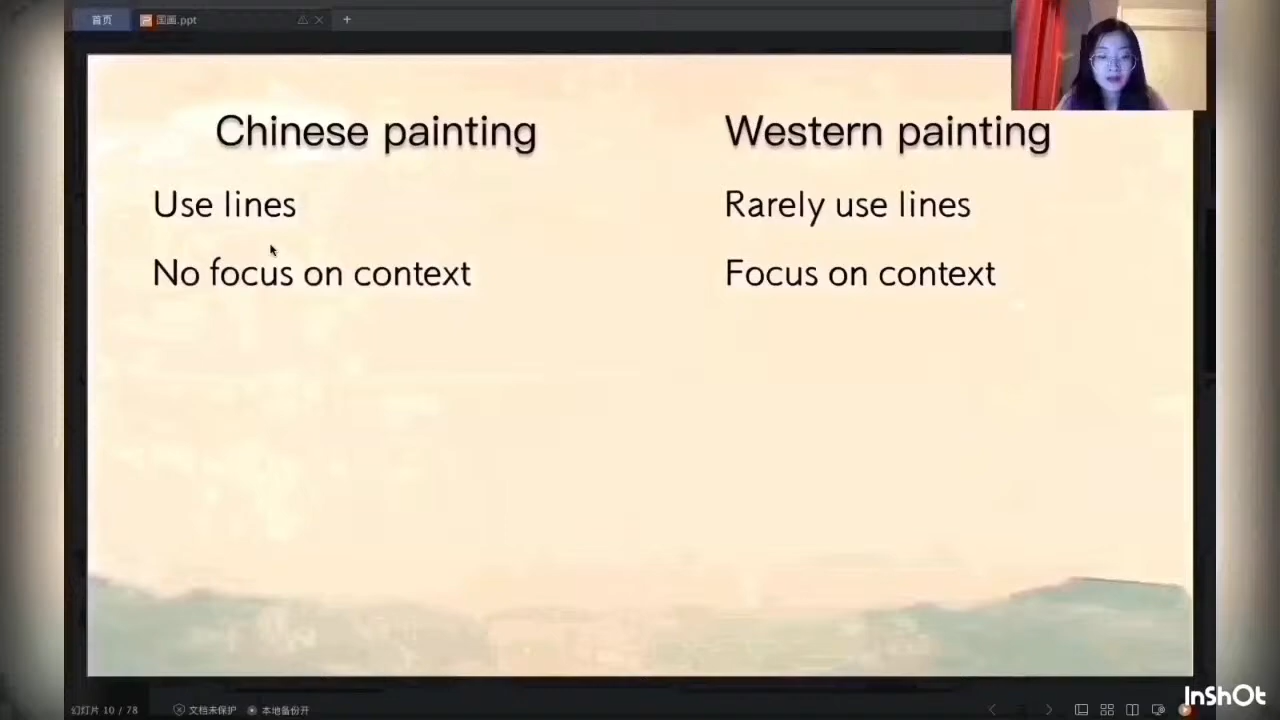 首页
国画.ppt
Chinese painting
Western painting
Use lines
Rarely use lines
No focus on context
Focus on context
幻灯片 10 / 78
文档未保护
本地备份开
InShOt